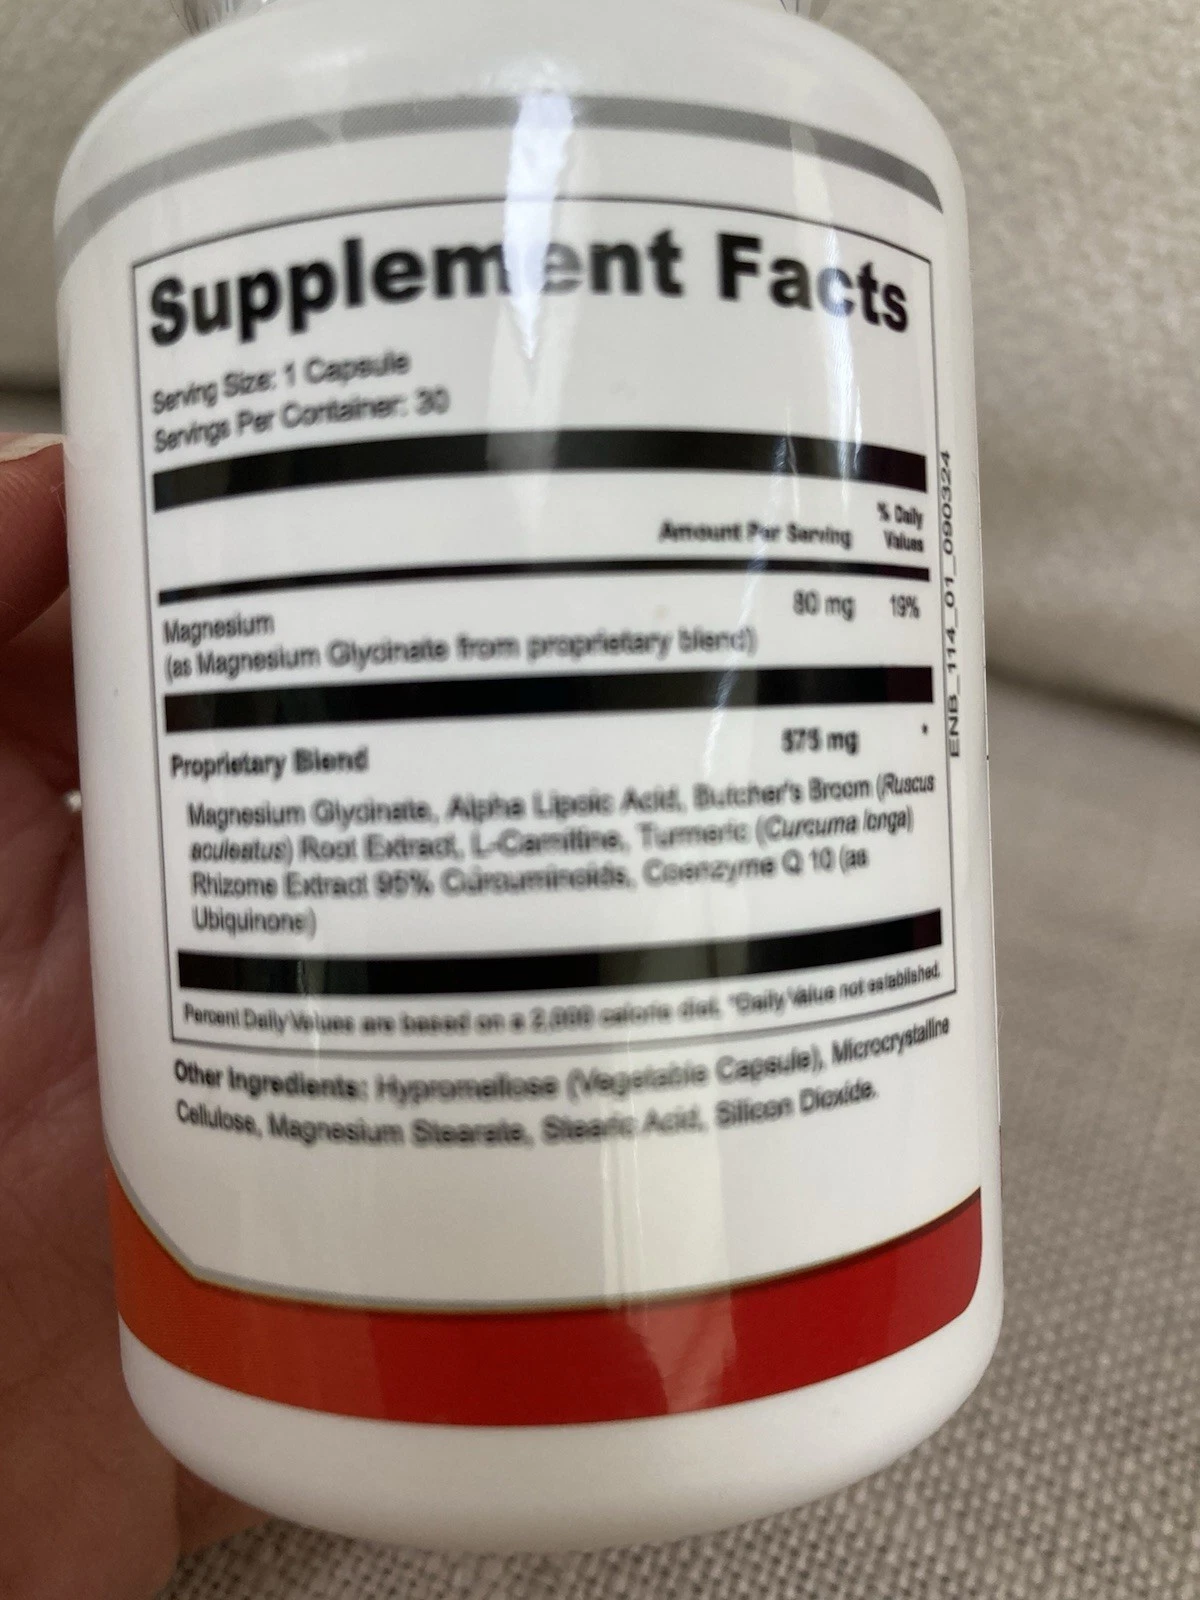 Supplement Facts
Serving Size: 1 Capsule
Servings Per Container: 30
Amount Per Serving
% Daily
Values
Magnesium 80 mg 19%
(as Magnesium Glycinate from proprietary blend)
Proprietary Blend 575 mg *
Magnesium Glycinate, Alpha Lipoic Acid, Butcher's Broom (Ruscus
aculeatus) Root Extract, L-Carnitine, Turmeric (Curcuma longa)
Rhizome Extract 95% Curcuminoids, Coenzyme Q 10 (as
Ubiquinone)
Percent Daily Values are based on a 2,000 calorie diet. *Daily Value not established.
Other Ingredients: Hypromellose (Vegetable Capsule), Microcrystalline
Cellulose, Magnesium Stearate, Stearic Acid, Silicon Dioxide.
ENB_114_01_090324